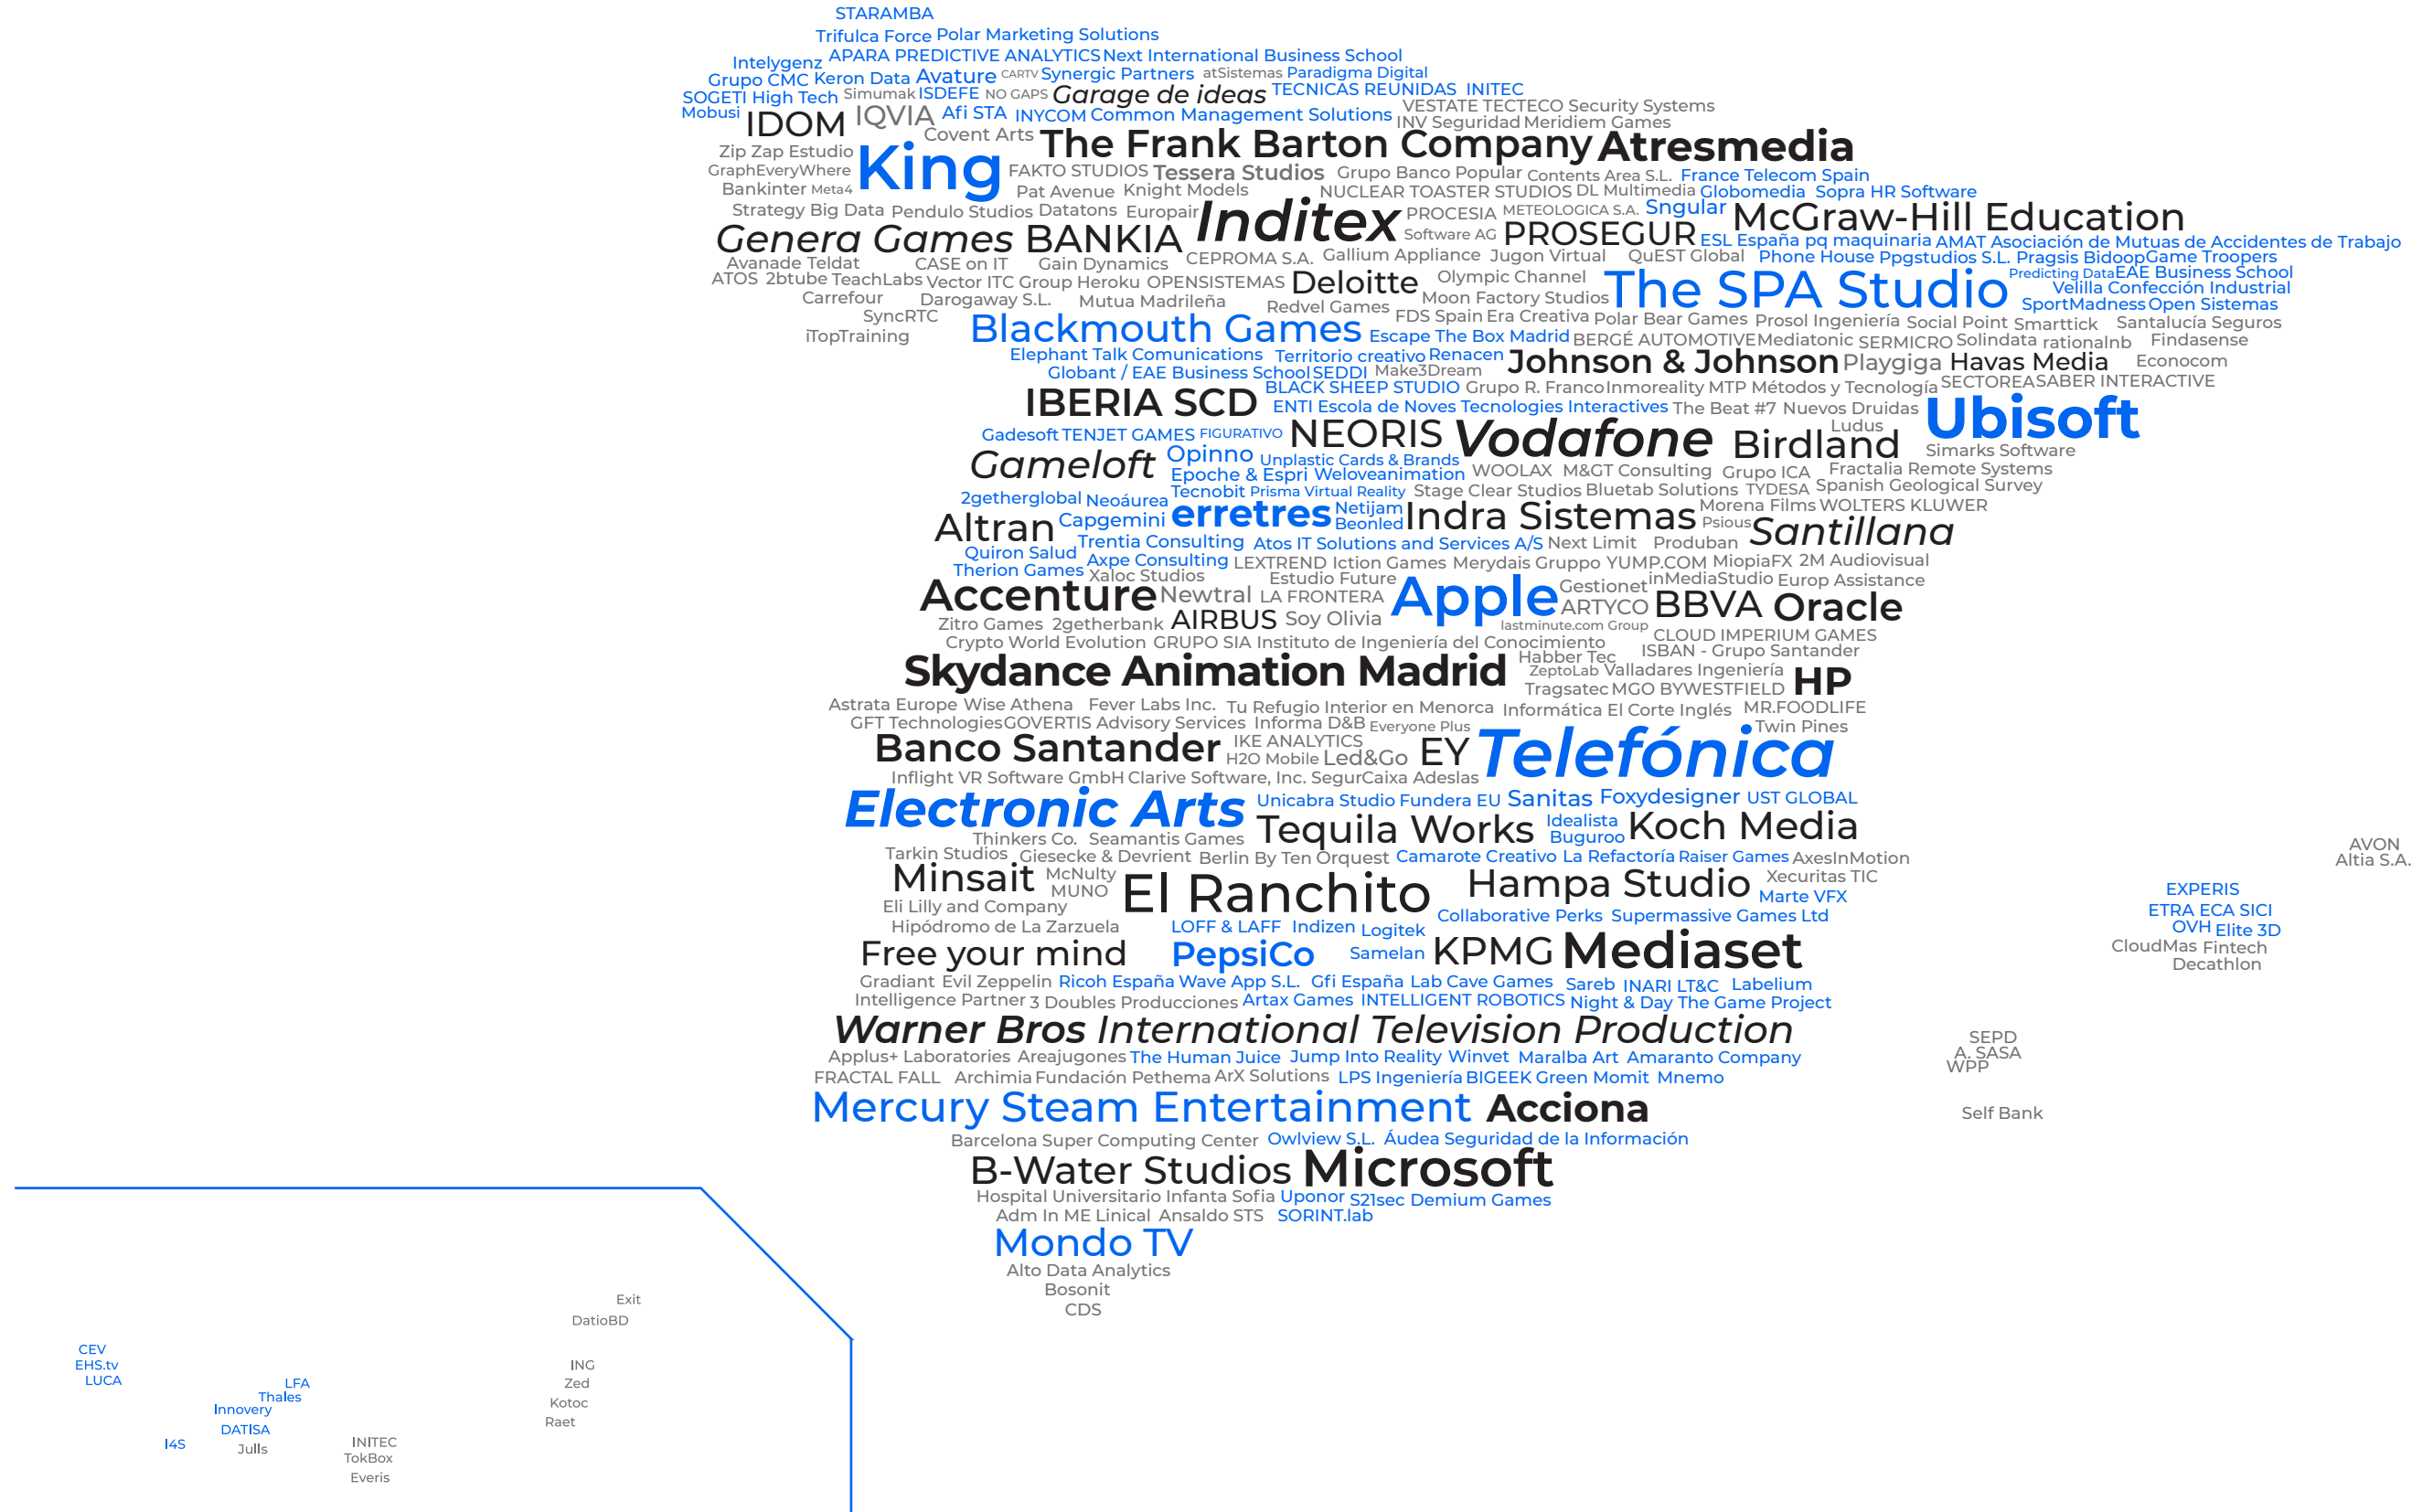 STARAMBA
Trifulca Force Polar Marketing Solutions
APARA PREDICTIVE ANALYTICS Next International Business School
Intelygenz
Grupo CMC Keron Data Avature CARTV Synergic Partners atSistemas Paradigma Digital
SOGETI High Tech Simumak ISDEFE NO GAPS Garage de ideas TECNICAS REUNIDAS INITEC
Mobusi IDOM IQVIA Afi STA INYCOM Common Management Solutions VESTATE TECTECO Security Systems
INV Seguridad Meridiem Games
Covent Arts The Frank Barton Company Atresmedia
Zip Zap Estudio King
GraphEveryWhere FAKTO STUDIOS Tessera Studios Grupo Banco Popular Contents Area S.L. France Telecom Spain
Bankinter Meta4 Pat Avenue Knight Models NUCLEAR TOASTER STUDIOS DL Multimedia Globomedia Sopra HR Software
Strategy Big Data Pendulo Studios Datatons Europair Inditex PROCESIA METEOLOGICA S.A. Sngular McGraw-Hill Education
Genera Games BANKIA Software AG PROSEGUR ESL España pq maquinaria AMAT Asociación de Mutuas de Accidentes de Trabajo
Avanade Teldat CASE on IT Gain Dynamics CEPROMA S.A. Gallium Appliance Jugon Virtual QuEST Global Phone House Ppgstudios S.L. Pragsis Bidoop Game Troopers
ATOS 2btube TeachLabs Vector ITC Group Heroku OPENSISTEMAS Deloitte Olympic Channel The SPA Studio Predicting Data EAE Business School
Velilla Confección Industrial
Carrefour Darogaway S.L. Mutua Madrileña Redvel Games Moon Factory Studios SportMadness Open Sistemas
SyncRTC FDS Spain Era Creativa Polar Bear Games Prosol Ingeniería Social Point Smarttick Santalucía Seguros
iTopTraining Blackmouth Games Escape The Box Madrid BERGÉ AUTOMOTIVE Mediatonic SERMICRO Solindata rationalnb Findasense
Elephant Talk Comunications Territorio creativo Renacen Johnson & Johnson Playgiga Havas Media Econocom
Globant / EAE Business School SEDDI Make3Dream
BLACK SHEEP STUDIO Grupo R. Franco Inmoreality MTP Métodos y Tecnología SECTOREA SABER INTERACTIVE
IBERIA SCD ENTI Escola de Noves Tecnologies Interactives The Beat #7 Nuevos Druidas Ubisoft
Ludus
Gadesoft TENJET GAMES FIGURATIVO NEORIS Vodafone Birdland Simarks Software
Gameloft Opinno Unplastic Cards & Brands
Epoche & Espri Weloveanimation WOOLAX M&GT Consulting Grupo ICA Fractalia Remote Systems
Tecnobit Prisma Virtual Reality Stage Clear Studios Bluetab Solutions TYDESA Spanish Geological Survey
2getherglobal Neoáurea erretres Netijam Morena Films WOLTERS KLUWER
Altran Capgemini Beonled Indra Sistemas Psious Santillana
Quiron Salud Trentia Consulting Atos IT Solutions and Services A/S Next Limit Produban
Therion Games Axpe Consulting LEXTREND Iction Games Merydais Gruppo YUMP.COM MiopiaFX 2M Audiovisual
Xaloc Studios Estudio Future Apple Gestionet inMediaStudio Europ Assistance
Accenture Newtral LA FRONTERA ARTYCO BBVA Oracle
Zitro Games 2getherbank AIRBUS Soy Olivia lastminute.com Group
Crypto World Evolution GRUPO SIA Instituto de Ingeniería del Conocimiento CLOUD IMPERIUM GAMES
ISBAN - Grupo Santander
Skydance Animation Madrid Habber Tec
ZeptoLab Valladares Ingeniería HP
Tragsatec MGO BYWESTFIELD
Astrata Europe Wise Athena Fever Labs Inc. Tu Refugio Interior en Menorca Informática El Corte Inglés MR.FOODLIFE
GFT Technologies GOVERTIS Advisory Services Informa D&B Everyone Plus Twin Pines
Banco Santander IKE ANALYTICS EY Telefónica
H2O Mobile Led&Go
Inflight VR Software GmbH Clarive Software, Inc. SegurCaixa Adeslas
Electronic Arts Unicabra Studio Fundera EU Sanitas Foxydesigner UST GLOBAL
Thinkers Co. Seamantis Games Tequila Works Idealista Koch Media
Buguroo
Tarkin Studios Giesecke & Devrient Berlin By Ten Orquest Camarote Creativo La Refactoría Raiser Games AxesInMotion
Minsait McNulty El Ranchito Hampa Studio Xecuritas TIC
MUNO Marte VFX
Eli Lilly and Company Collaborative Perks Supermassive Games Ltd
Hipódromo de La Zarzuela LOFF & LAFF Indizen Logitek
Free your mind PepsiCo Samelan KPMG Mediaset
Gradiant Evil Zeppelin Ricoh España Wave App S.L. Gfi España Lab Cave Games Sareb INARI LT&C Labelium
Intelligence Partner 3 Doubles Producciones Artax Games INTELLIGENT ROBOTICS Night & Day The Game Project
Warner Bros International Television Production
Applus+ Laboratories Areajugones The Human Juice Jump Into Reality Winvet Maralba Art Amaranto Company
FRACTAL FALL Archimia Fundación Pethema ArX Solutions LPS Ingeniería BIGEEK Green Momit Mnemo
Mercury Steam Entertainment Acciona
Barcelona Super Computing Center Owlview S.L. Áudea Seguridad de la Información
B-Water Studios Microsoft
Hospital Universitario Infanta Sofia Uponor S21sec Demium Games
Adm In ME Linical Ansaldo STS SORINT.lab
Mondo TV
Alto Data Analytics
Bosonit
CDS
AVON
Altia S.A.
EXPERIS
ETRA ECA SICI
OVH Elite 3D
CloudMas Fintech
Decathlon
SEPD
A. SASA
WPP
Self Bank
Exit
DatioBD
CEV
EHS.tv
LUCA
ING
Zed
Kotoc
Raet
LFA
Thales
Innovery
DATISA
I4S
Julls
INITEC
TokBox
Everis